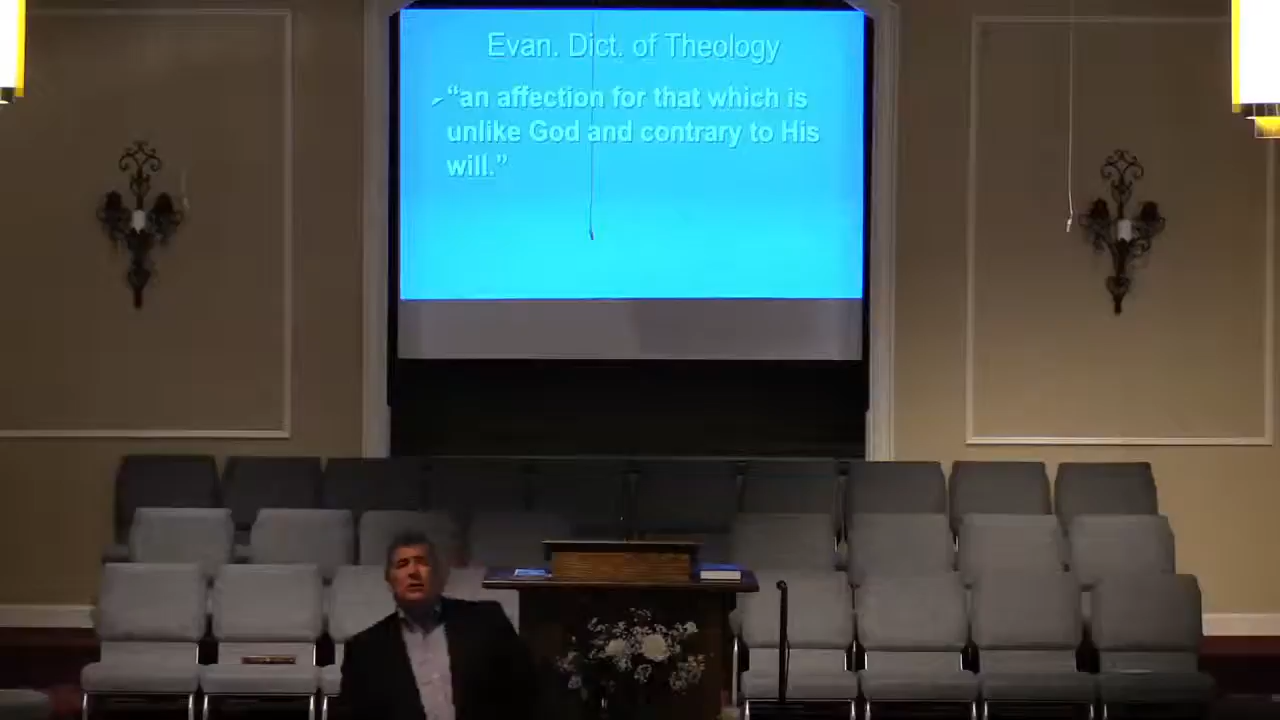 Evan. Dict. of Theology
“an affection for that which is
unlike God and contrary to His
will.”